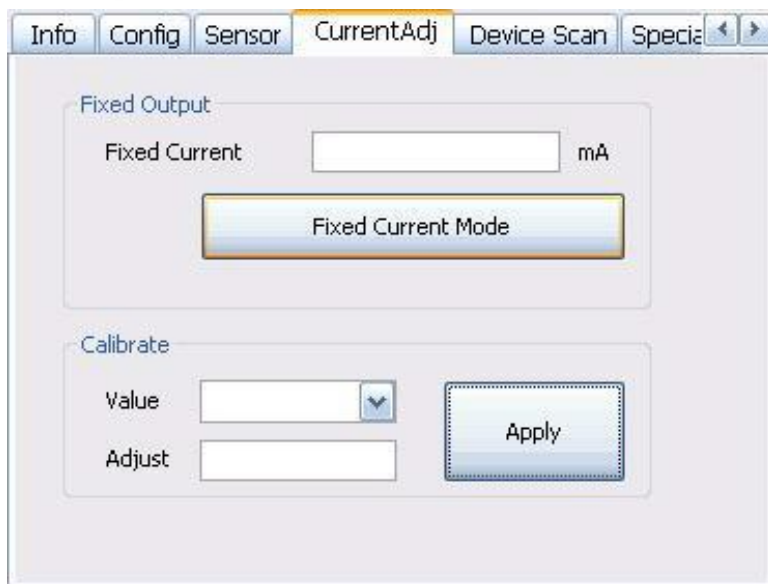 Info Config Sensor CurrentAdj Device Scan
Fixed Output
Fixed Current mA
Fixed Current Mode
Calibrate
Value
Apply
Adjust